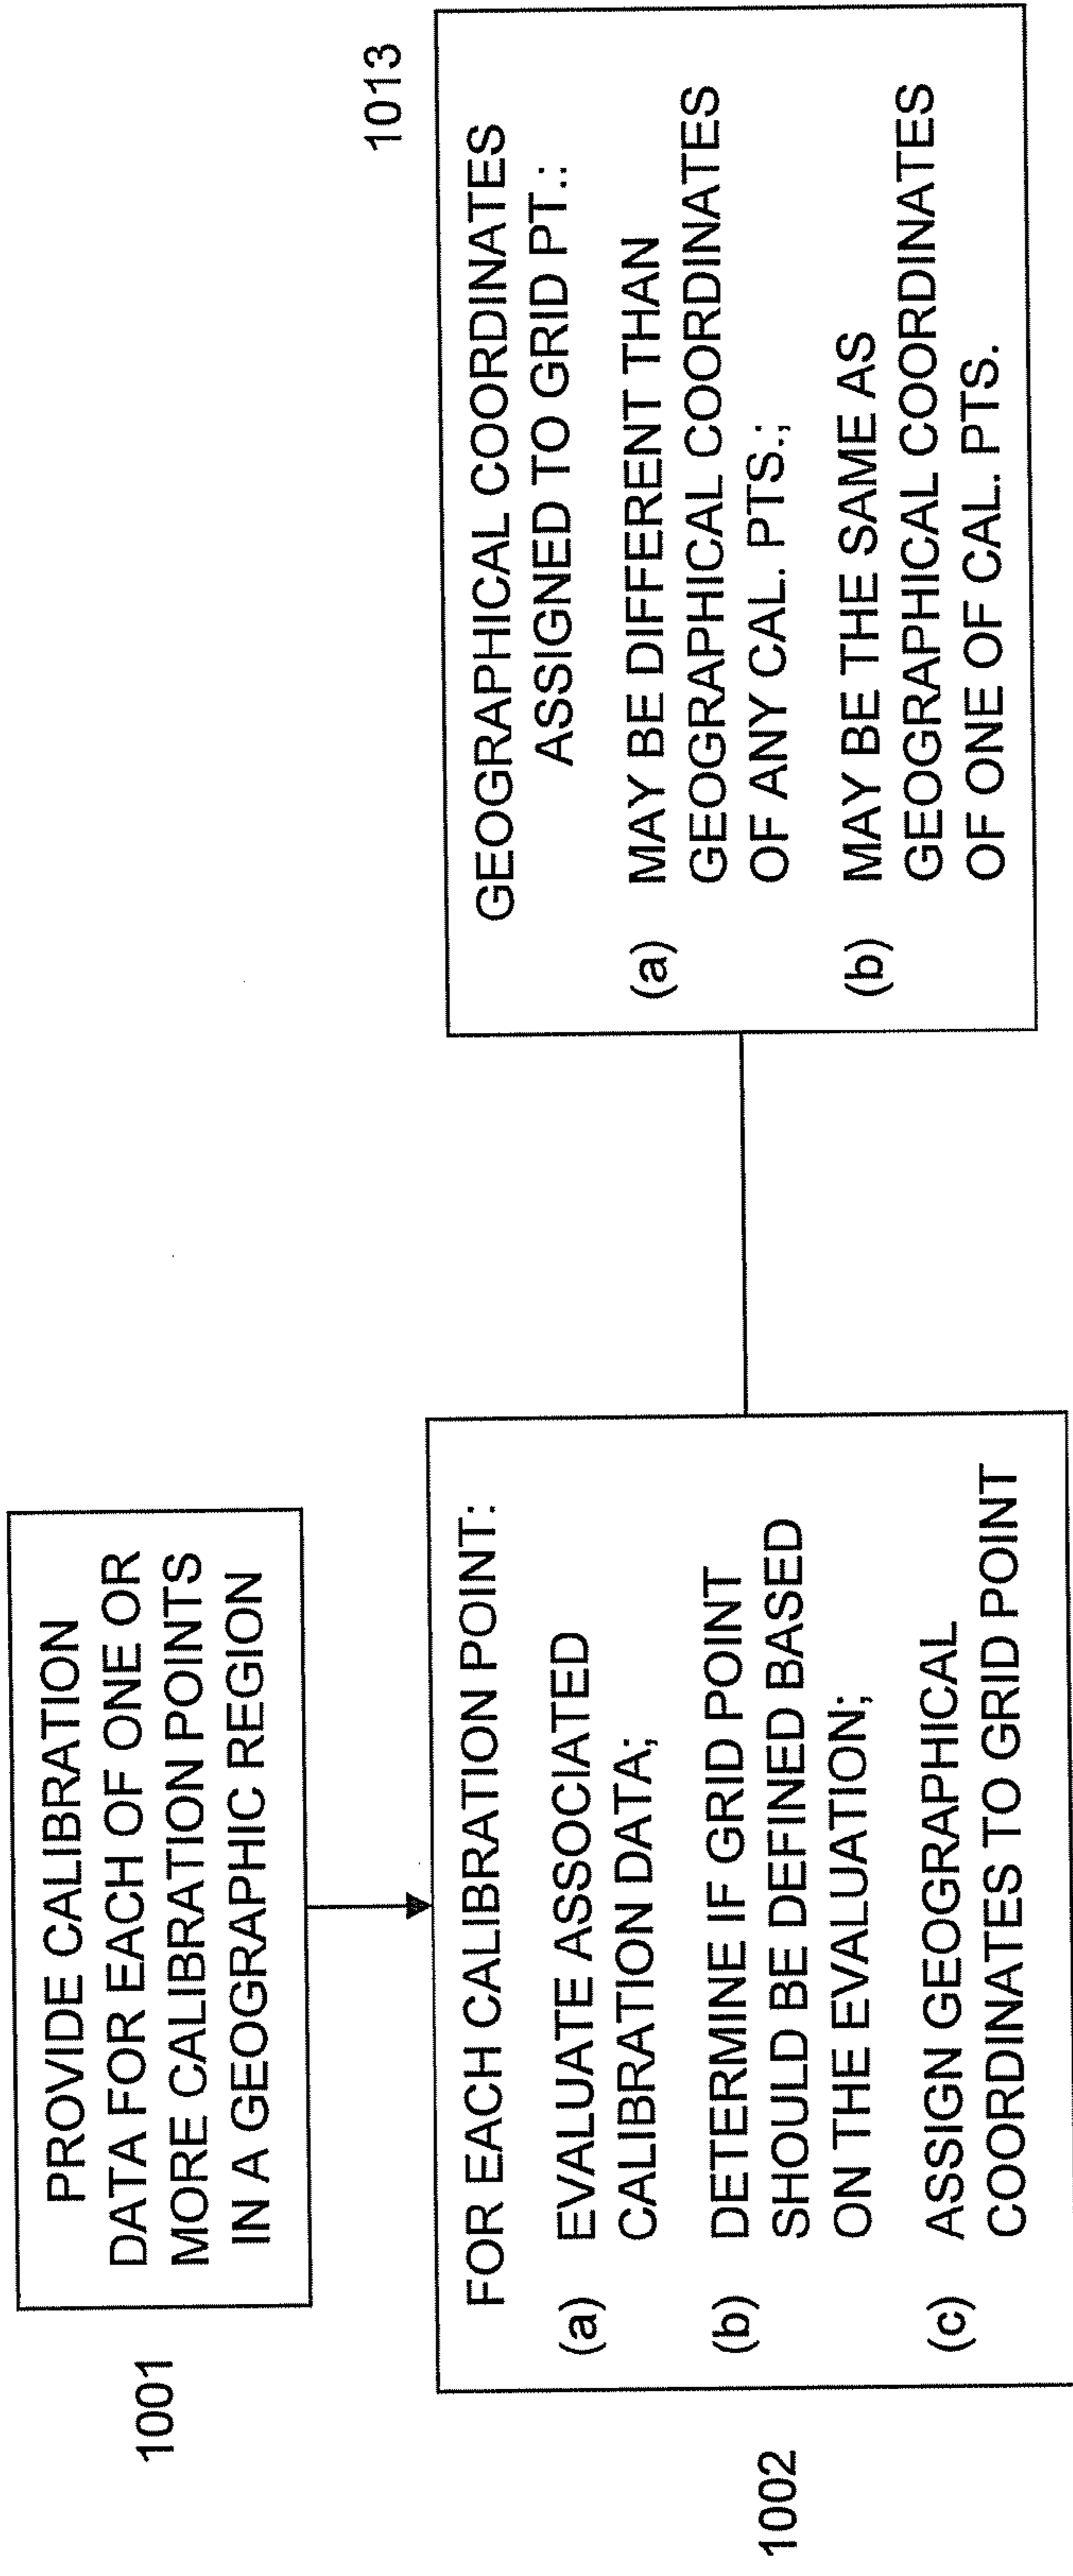 1001
PROVIDE CALIBRATION
DATA FOR EACH OF ONE OR
MORE CALIBRATION POINTS
IN A GEOGRAPHIC REGION
1002
FOR EACH CALIBRATION POINT:
(a) EVALUATE ASSOCIATED
CALIBRATION DATA;
(b) DETERMINE IF GRID POINT
SHOULD BE DEFINED BASED
ON THE EVALUATION;
(c) ASSIGN GEOGRAPHICAL
COORDINATES TO GRID POINT
1013
GEOGRAPHICAL COORDINATES
ASSIGNED TO GRID PT.:
(a) MAY BE DIFFERENT THAN
GEOGRAPHICAL COORDINATES
OF ANY CAL. PTS.;
(b) MAY BE THE SAME AS
GEOGRAPHICAL COORDINATES
OF ONE OF CAL. PTS.